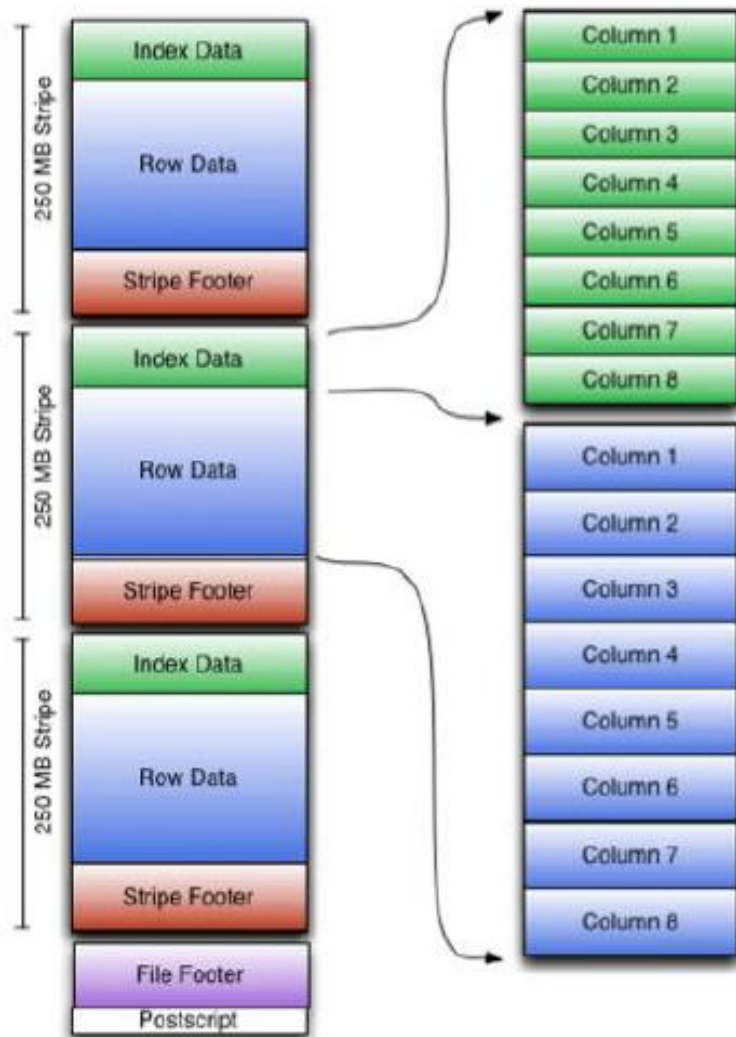 250 MB Stripe
Index Data
Row Data
Stripe Footer
250 MB Stripe
Index Data
Row Data
Stripe Footer
250 MB Stripe
Index Data
Row Data
Stripe Footer
File Footer
Postscript
Column 1
Column 2
Column 3
Column 4
Column 5
Column 6
Column 7
Column 8
Column 1
Column 2
Column 3
Column 4
Column 5
Column 6
Column 7
Column 8